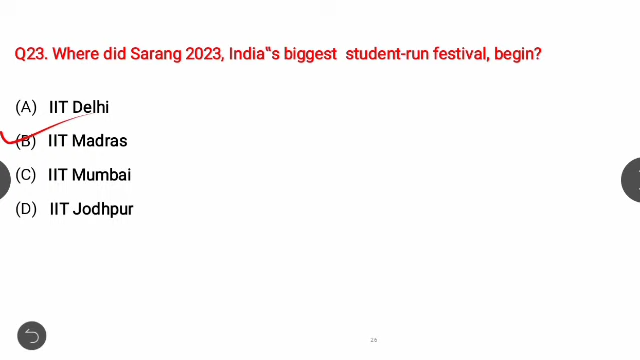 Q23. Where did Sarang 2023, India‟s biggest student-run festival, begin?
(A) IIT Delhi
(B) IIT Madras
(C) IIT Mumbai
(D) IIT Jodhpur
26